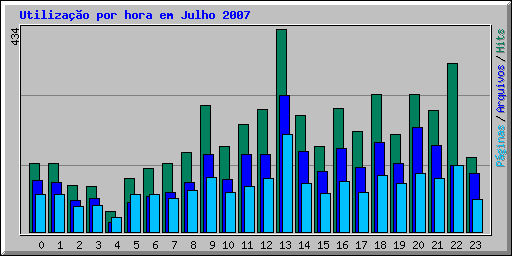 Utilização por hora em Julho 2007
434
Páginas / Arquivos / Hits
0 1 2 3 4 5 6 7 8 9 10 11 12 13 14 15 16 17 18 19 20 21 22 23